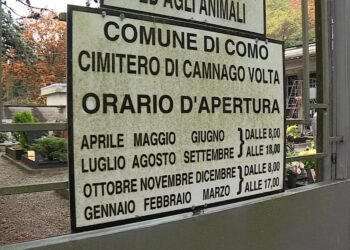 ED AGLI ANIMALI
COMUNE DI COMO
CIMITERO DI CAMNAGO VOLTA
ORARIO D'APERTURA
APRILE MAGGIO GIUGNO } DALLE 8,00
LUGLIO AGOSTO SETTEMBRE } ALLE 18,00
OTTOBRE NOVEMBRE DICEMBRE } DALLE 8,00
GENNAIO FEBBRAIO MARZO } ALLE 17,00